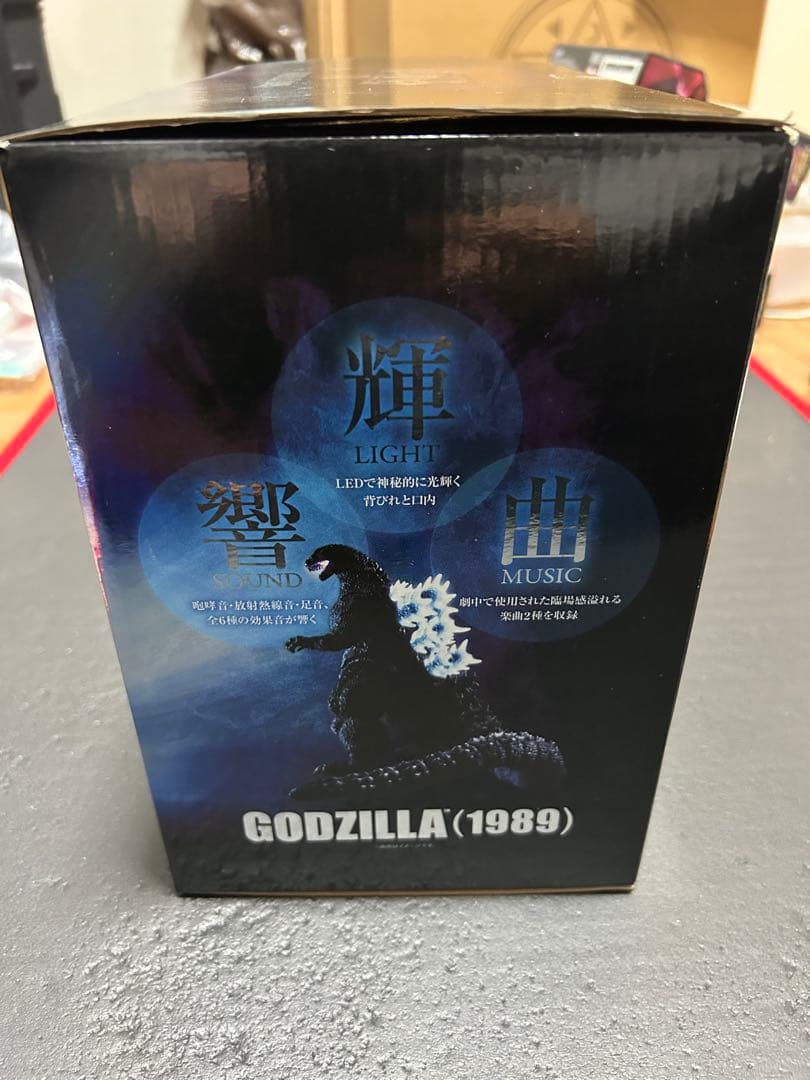 輝
LIGHT
LEDで神秘的に光輝く
背びれと口内
響
SOUND
咆哮音・放射熱線音・足音、
全6種の効果音が響く
曲
MUSIC
劇中で使用された臨場感溢れる
楽曲2種を収録
GODZILLA™(1989)